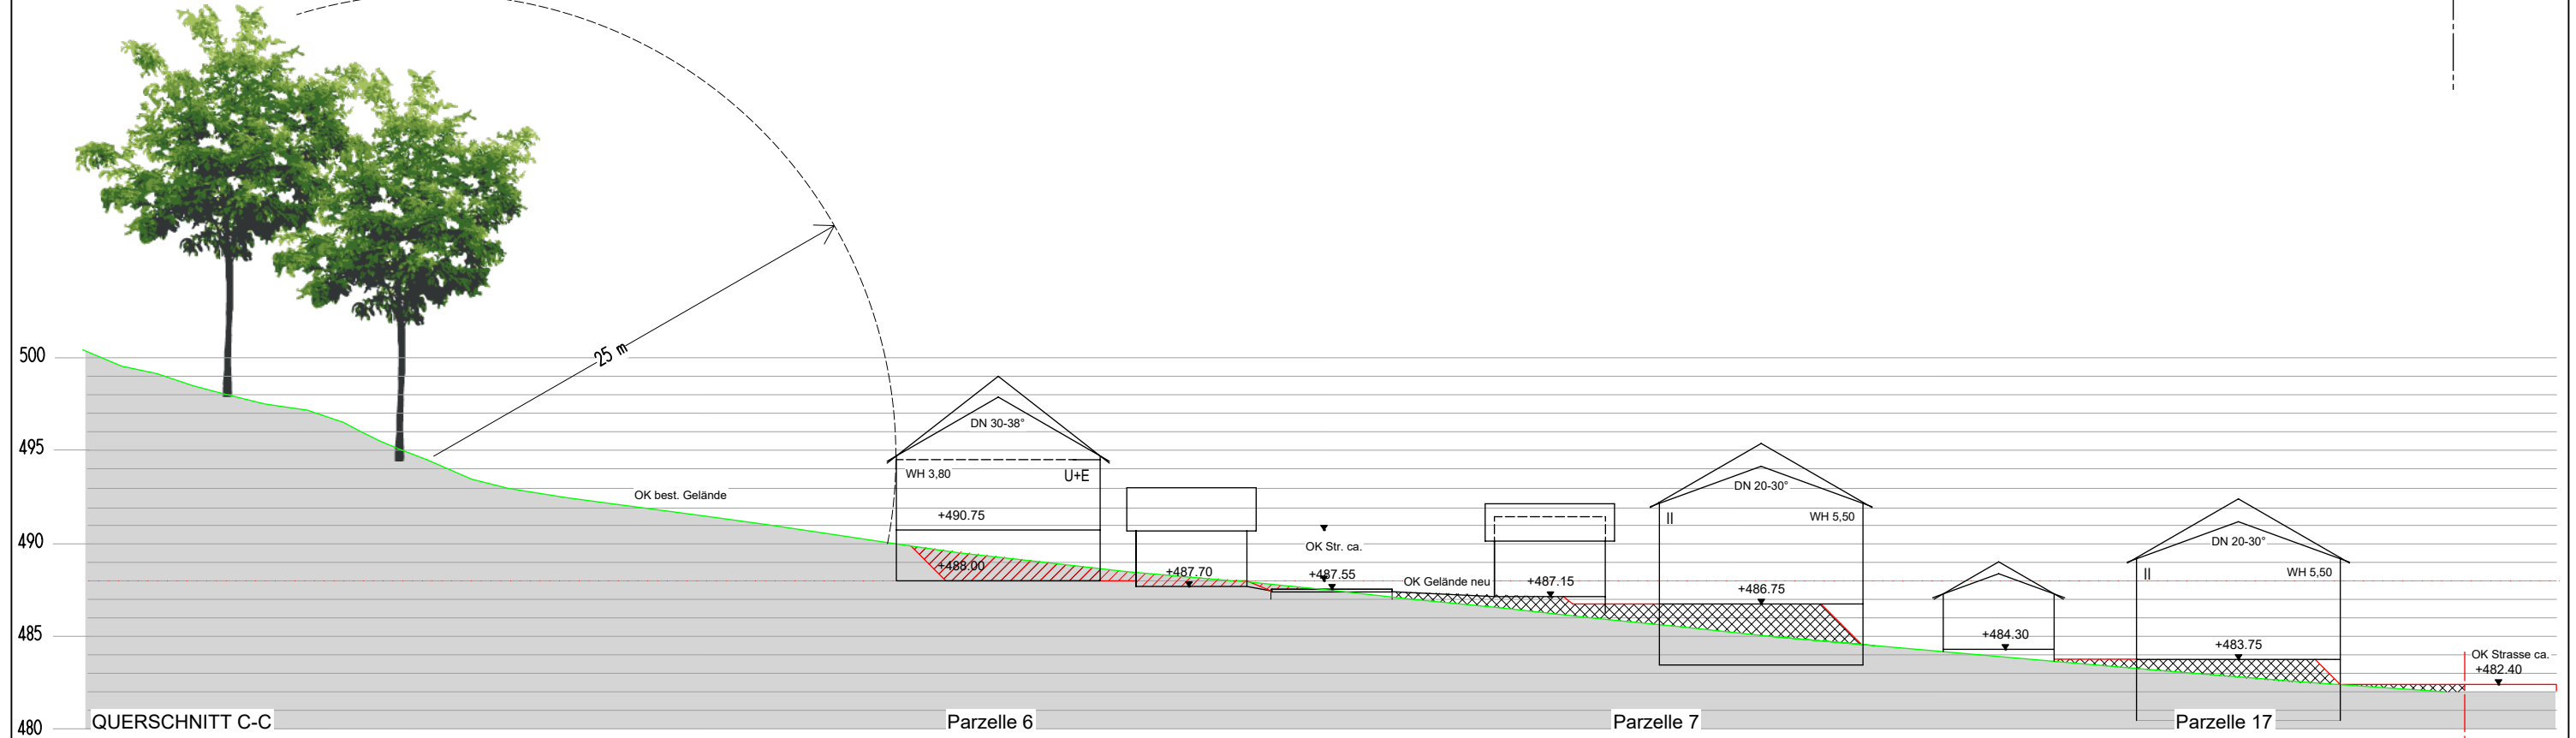 25 m
500
495
490
485
480
OK best. Gelände
DN 30-38°
WH 3,80
U+E
+490.75
+488.00
+487.70
OK Str. ca.
+487.55
OK Gelände neu
+487.15
DN 20-30°
II
WH 5,50
+486.75
+484.30
DN 20-30°
II
WH 5,50
+483.75
OK Strasse ca.
+482.40
QUERSCHNITT C-C
Parzelle 6
Parzelle 7
Parzelle 17